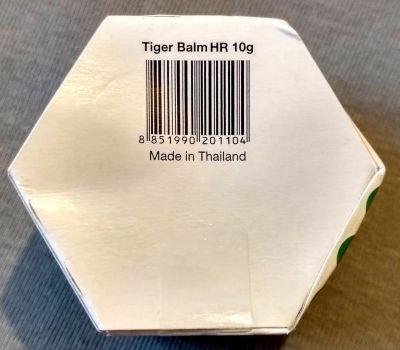 Tiger Balm HR 10g
8 851990 201104
Made in Thailand